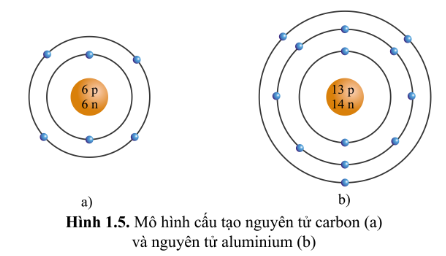 6 p
6 n
13 p
14 n
a)
b)
Hình 1.5. Mô hình cấu tạo nguyên tử carbon (a)
và nguyên tử aluminium (b)